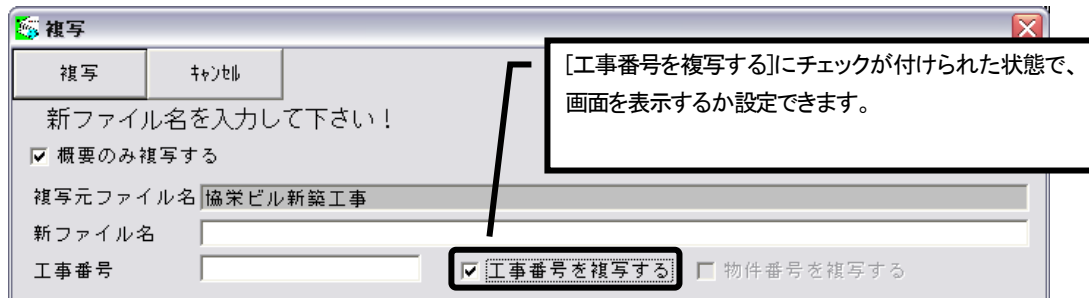 複写
複写 ｷｬﾝｾﾙ
[工事番号を複写する]にチェックが付けられた状態で、
画面を表示するか設定できます。
新ファイル名を入力して下さい！
概要のみ複写する
複写元ファイル名 協栄ビル新築工事
新ファイル名
工事番号 工事番号を複写する 物件番号を複写する